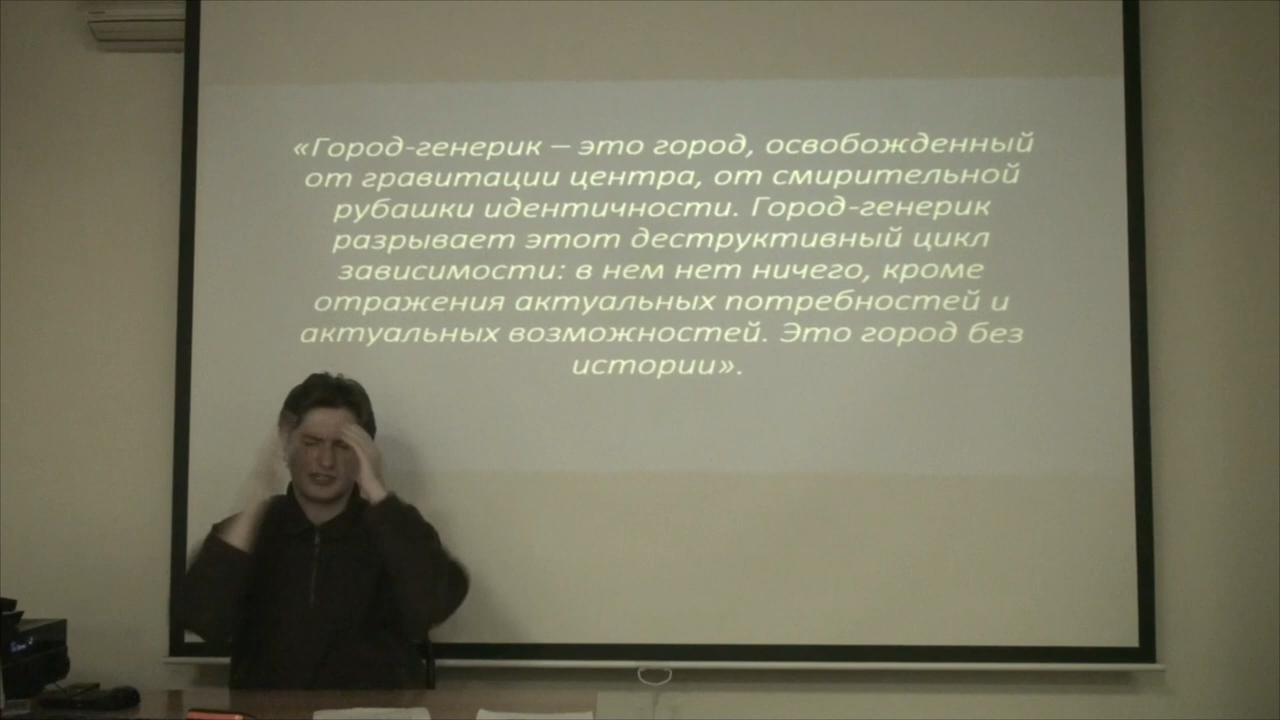 «Город-генерик – это город, освобожденный
от гравитации центра, от смирительной
рубашки идентичности. Город-генерик
разрывает этот деструктивный цикл
зависимости: в нем нет ничего, кроме
отражения актуальных потребностей и
актуальных возможностей. Это город без
истории».